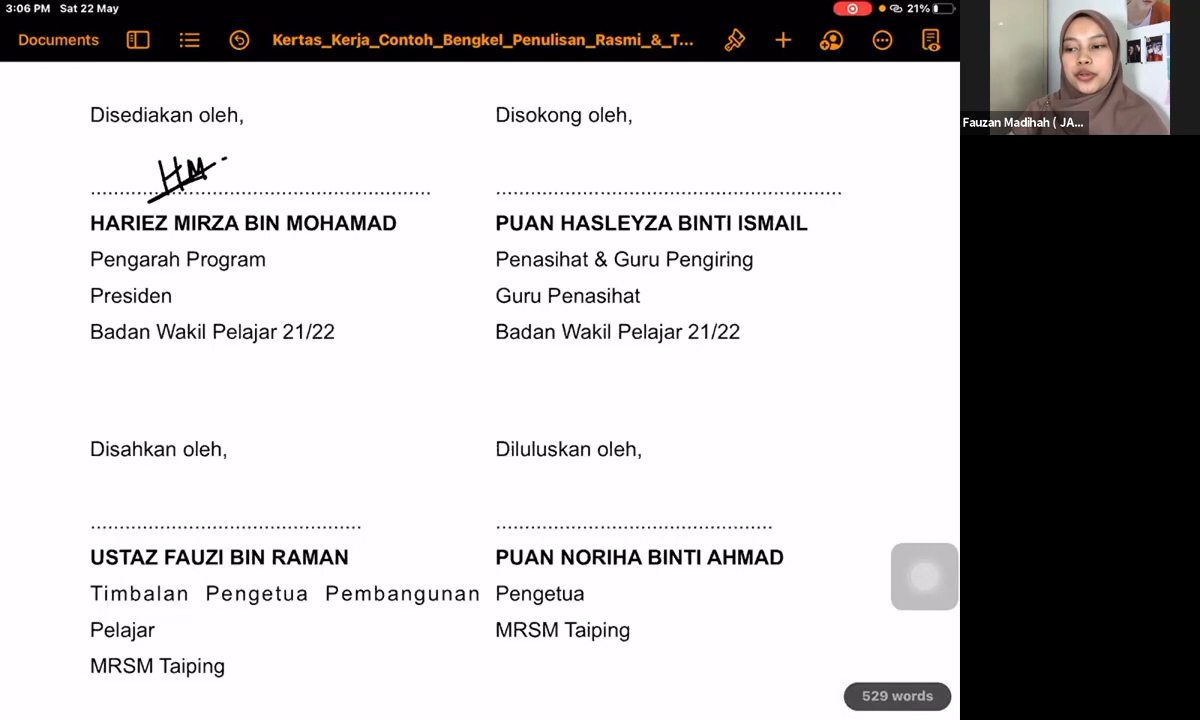 3:06 PM Sat 22 May
21%
Documents
Kertas_Kerja_Contoh_Bengkel_Penulisan_Rasmi_&_T...
Fauzan Madihah ( JA...
Disediakan oleh,
HM
HARIEZ MIRZA BIN MOHAMAD
Pengarah Program
Presiden
Badan Wakil Pelajar 21/22
Disokong oleh,
PUAN HASLEYZA BINTI ISMAIL
Penasihat & Guru Pengiring
Guru Penasihat
Badan Wakil Pelajar 21/22
Disahkan oleh,
USTAZ FAUZI BIN RAMAN
Timbalan Pengetua Pembangunan
Pelajar
MRSM Taiping
Diluluskan oleh,
PUAN NORIHA BINTI AHMAD
Pengetua
MRSM Taiping
529 words